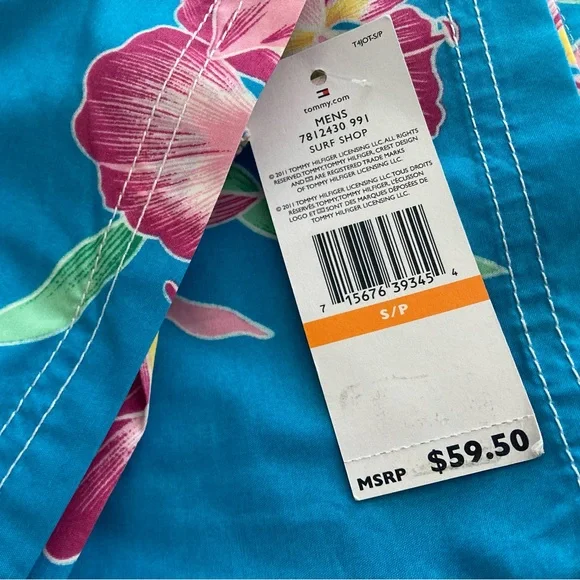 T4JOT-S/P
tommy.com
MENS
7812430 991
SURF SHOP
© 2011 TOMMY HILFIGER LICENSING LLC. ALL RIGHTS
RESERVED.TOMMY,TOMMY HILFIGER, CREST DESIGN
AND ARE REGISTERED TRADE MARKS
OF TOMMY HILFIGER LICENSING LLC.
© 2011 TOMMY HILFIGER LICENSING LLC.TOUS DROITS
RÉSERVÉS.TOMMY,TOMMY HILFIGER, L'ÉCUSSON
LOGO ET SONT DES MARQUES DÉPOSÉES DE
TOMMY HILFIGER LICENSING LLC.
7 15676 39345 4
S/P
MSRP $59.50